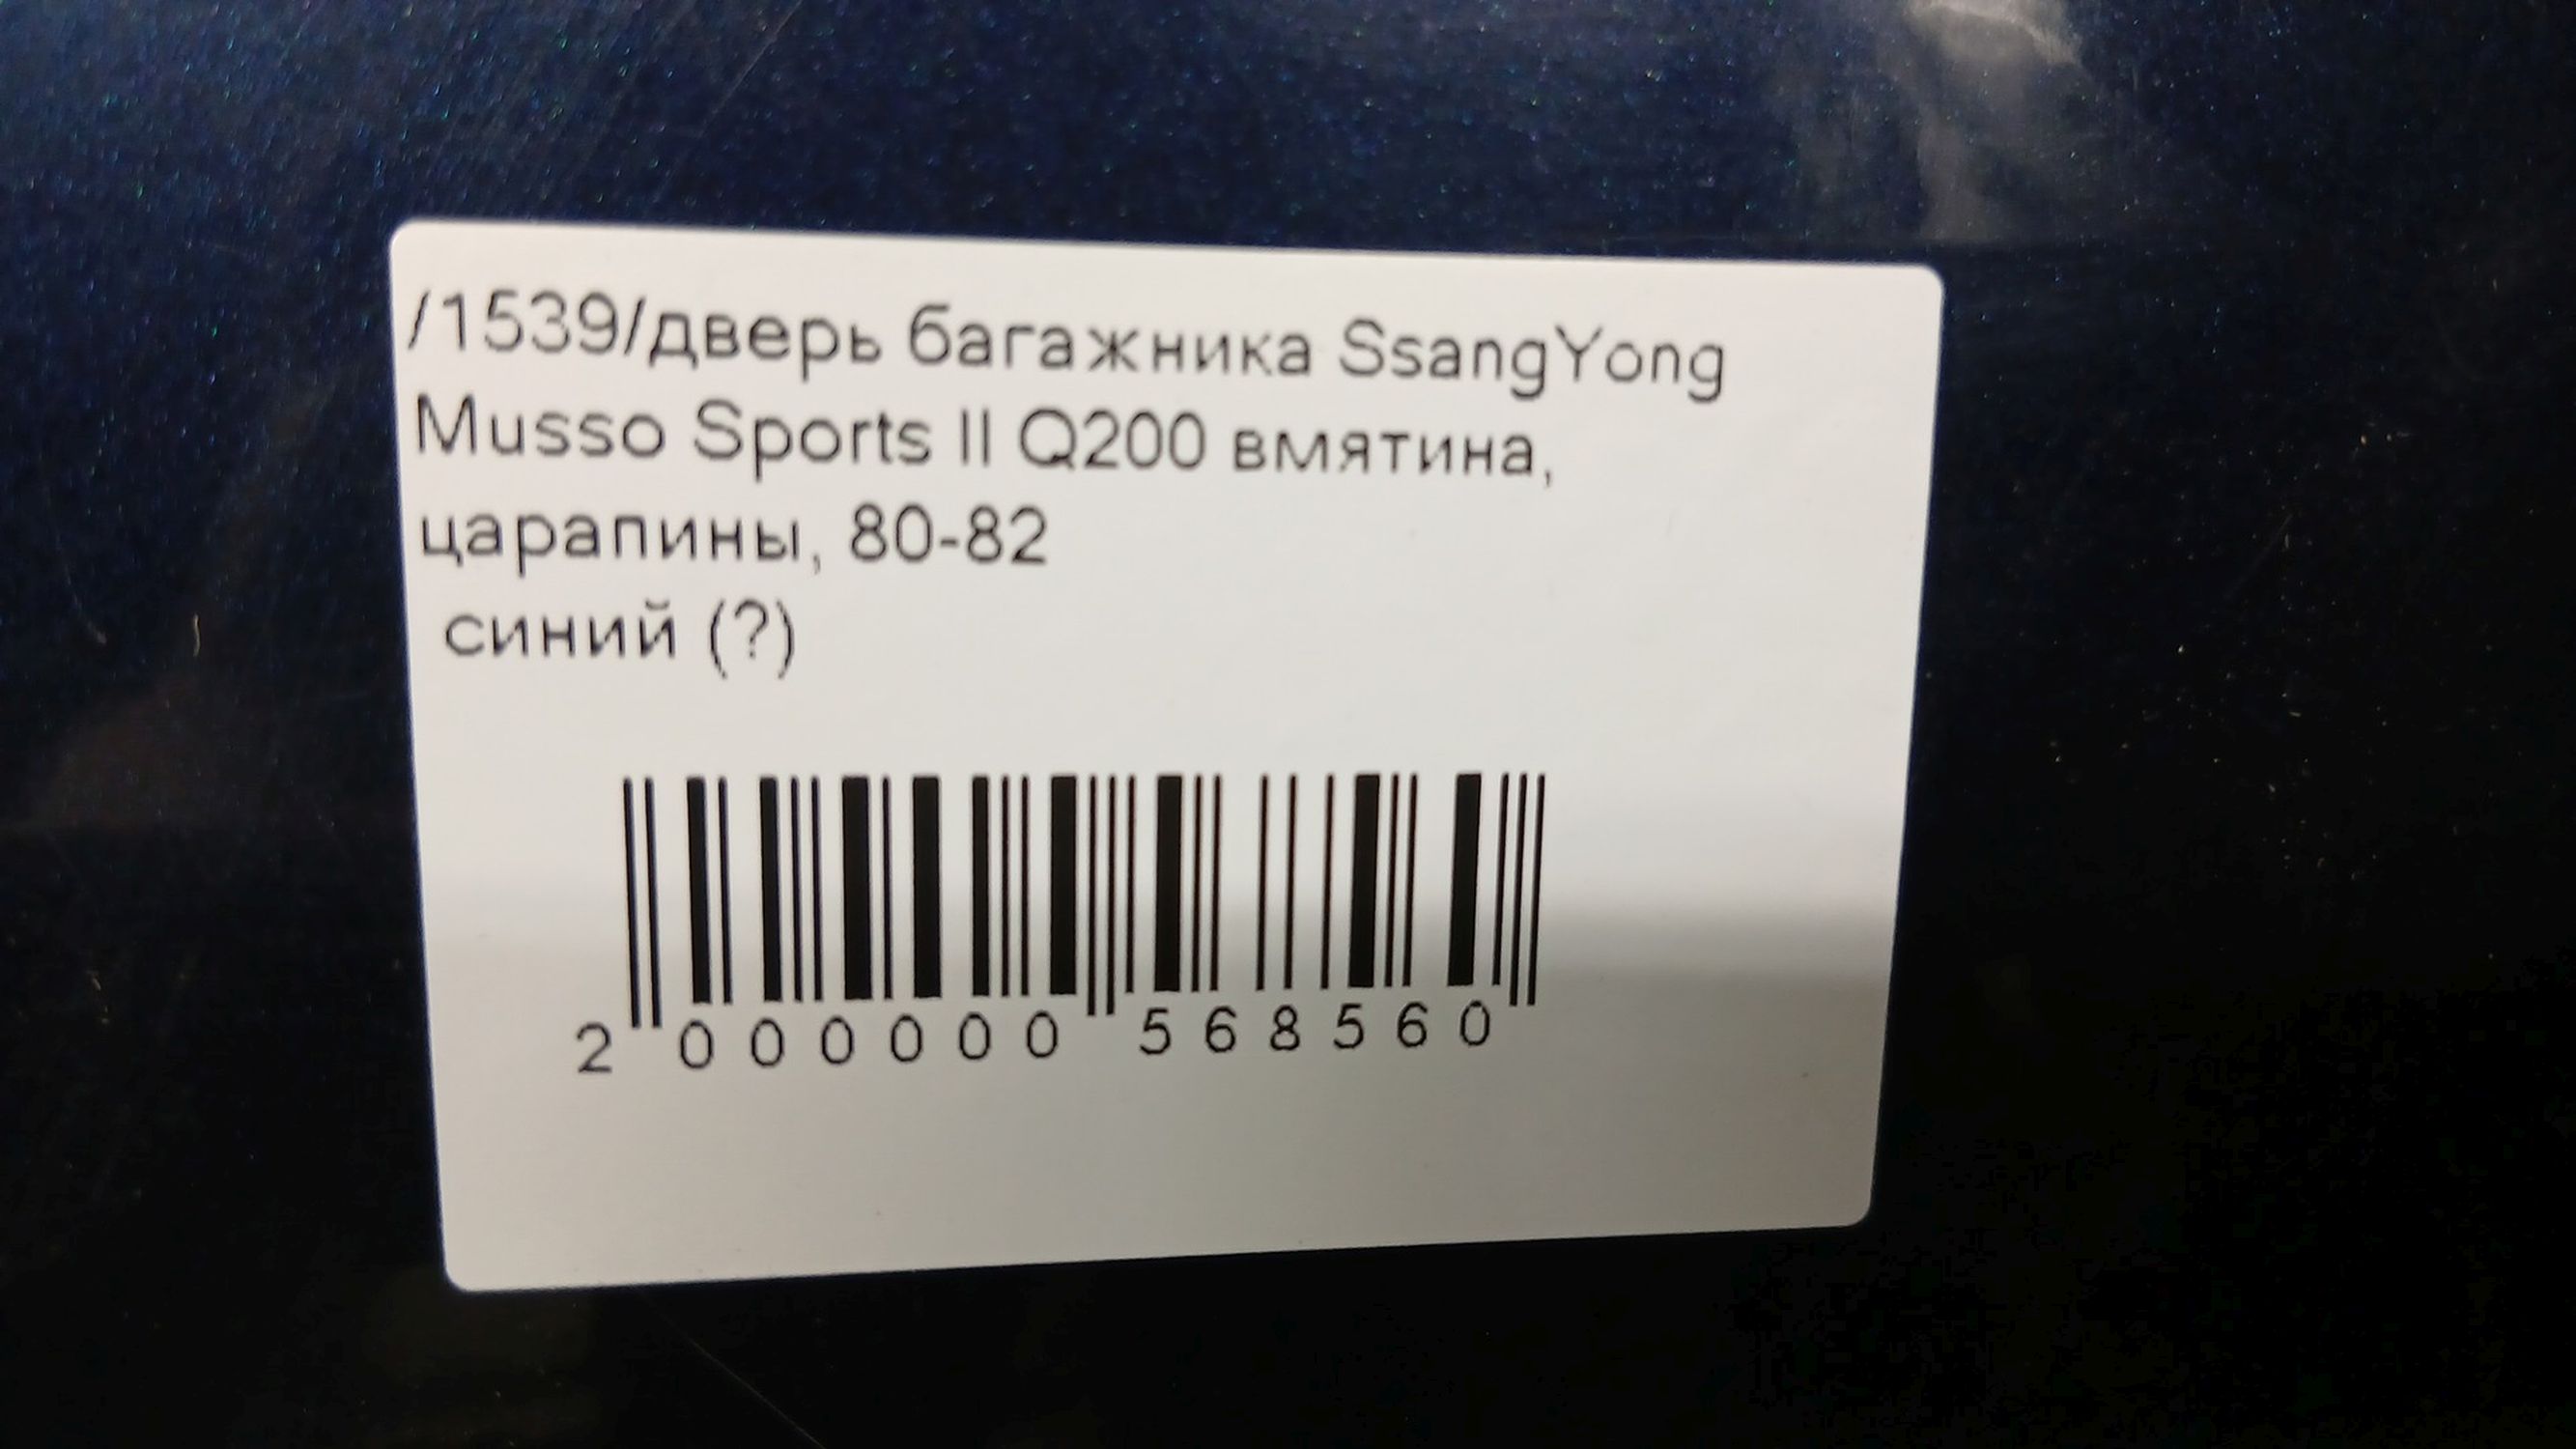 /1539/дверь багажника SsangYong
Musso Sports II Q200 вмятина,
царапины, 80-82
синий (?)
2 000000 568560